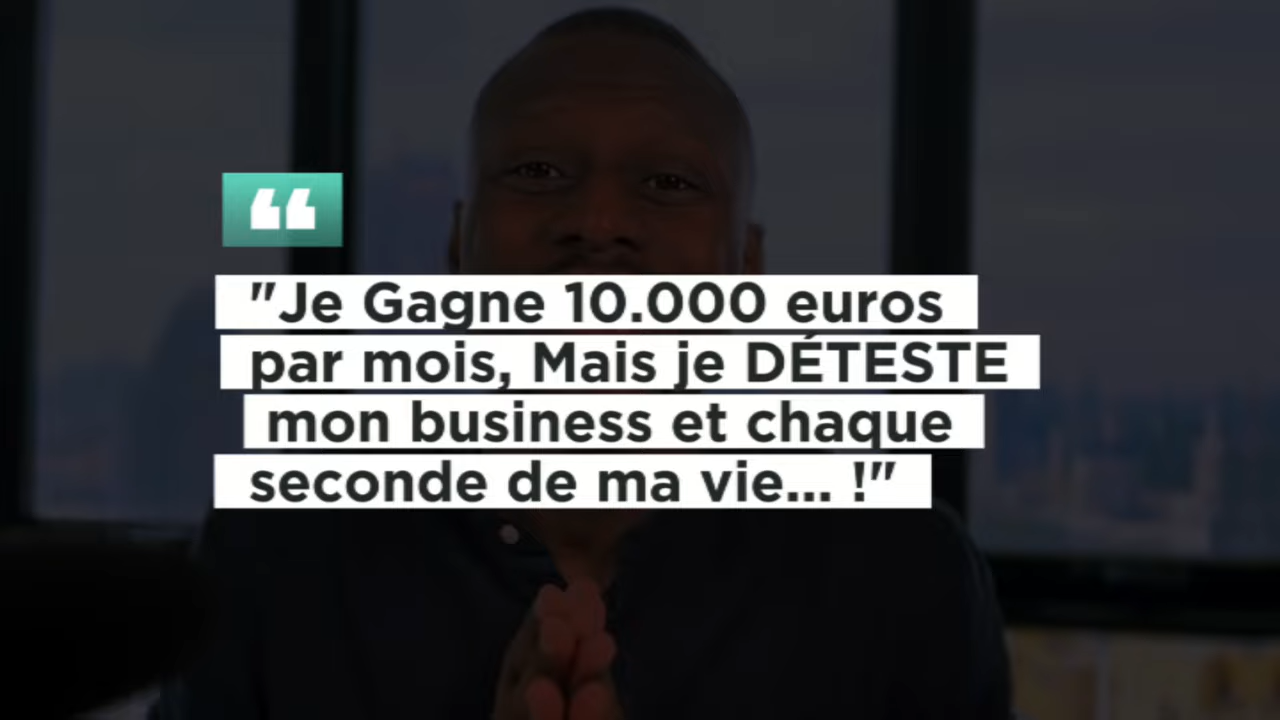 ❝
"Je Gagne 10.000 euros
par mois, Mais je DÉTESTE
mon business et chaque
seconde de ma vie... !"